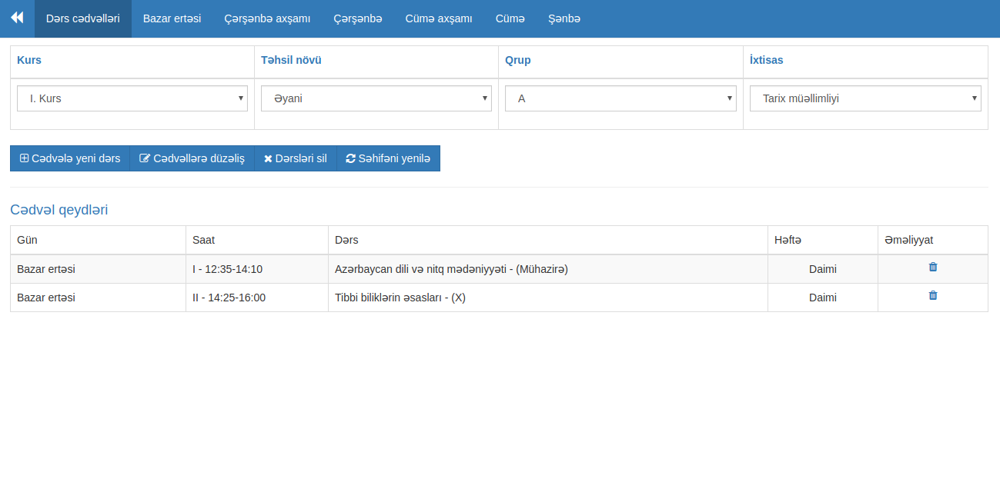 Dərs cədvəlləri Bazar ertəsi Çərşənbə axşamı Çərşənbə Cümə axşamı Cümə Şənbə
Kurs Təhsil növü Qrup İxtisas
I. Kurs Əyani A Tarix müəllimliyi
Cədvələ yeni dərs Cədvəllərə düzəliş Dərsləri sil Səhifəni yenilə
Cədvəl qeydləri
Gün Saat Dərs Həftə Əməliyyat
Bazar ertəsi I - 12:35-14:10 Azərbaycan dili və nitq mədəniyyəti - (Mühazirə) Daimi
Bazar ertəsi II - 14:25-16:00 Tibbi biliklərin əsasları - (X) Daimi